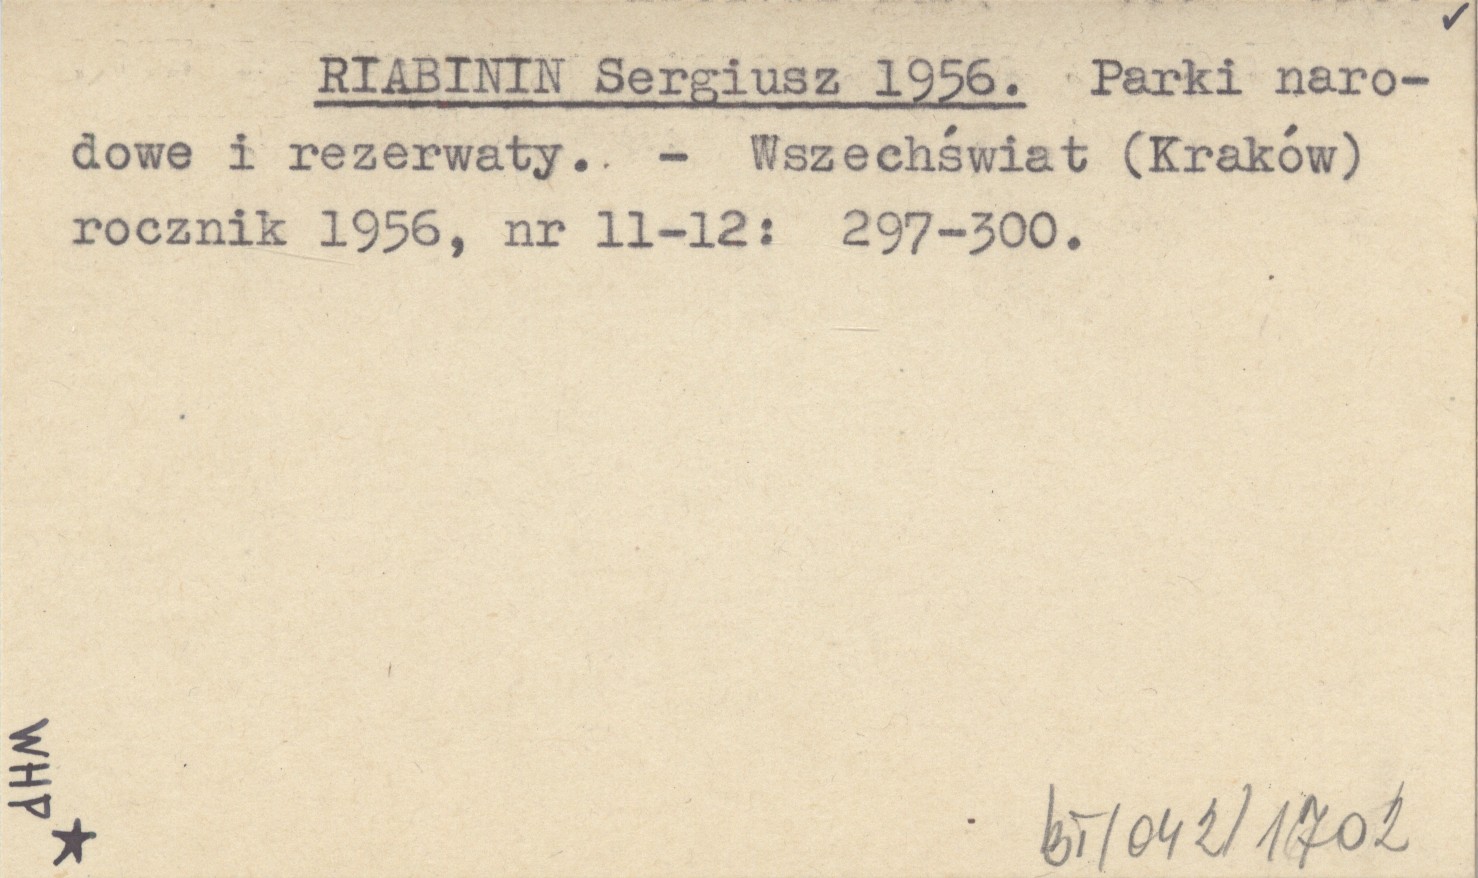 RIABININ Sergiusz 1956. Parki naro-
dowe i rezerwaty. - Wszechświat (Kraków)
rocznik 1956, nr 11-12: 297-300.
WHP
BI/042/1702